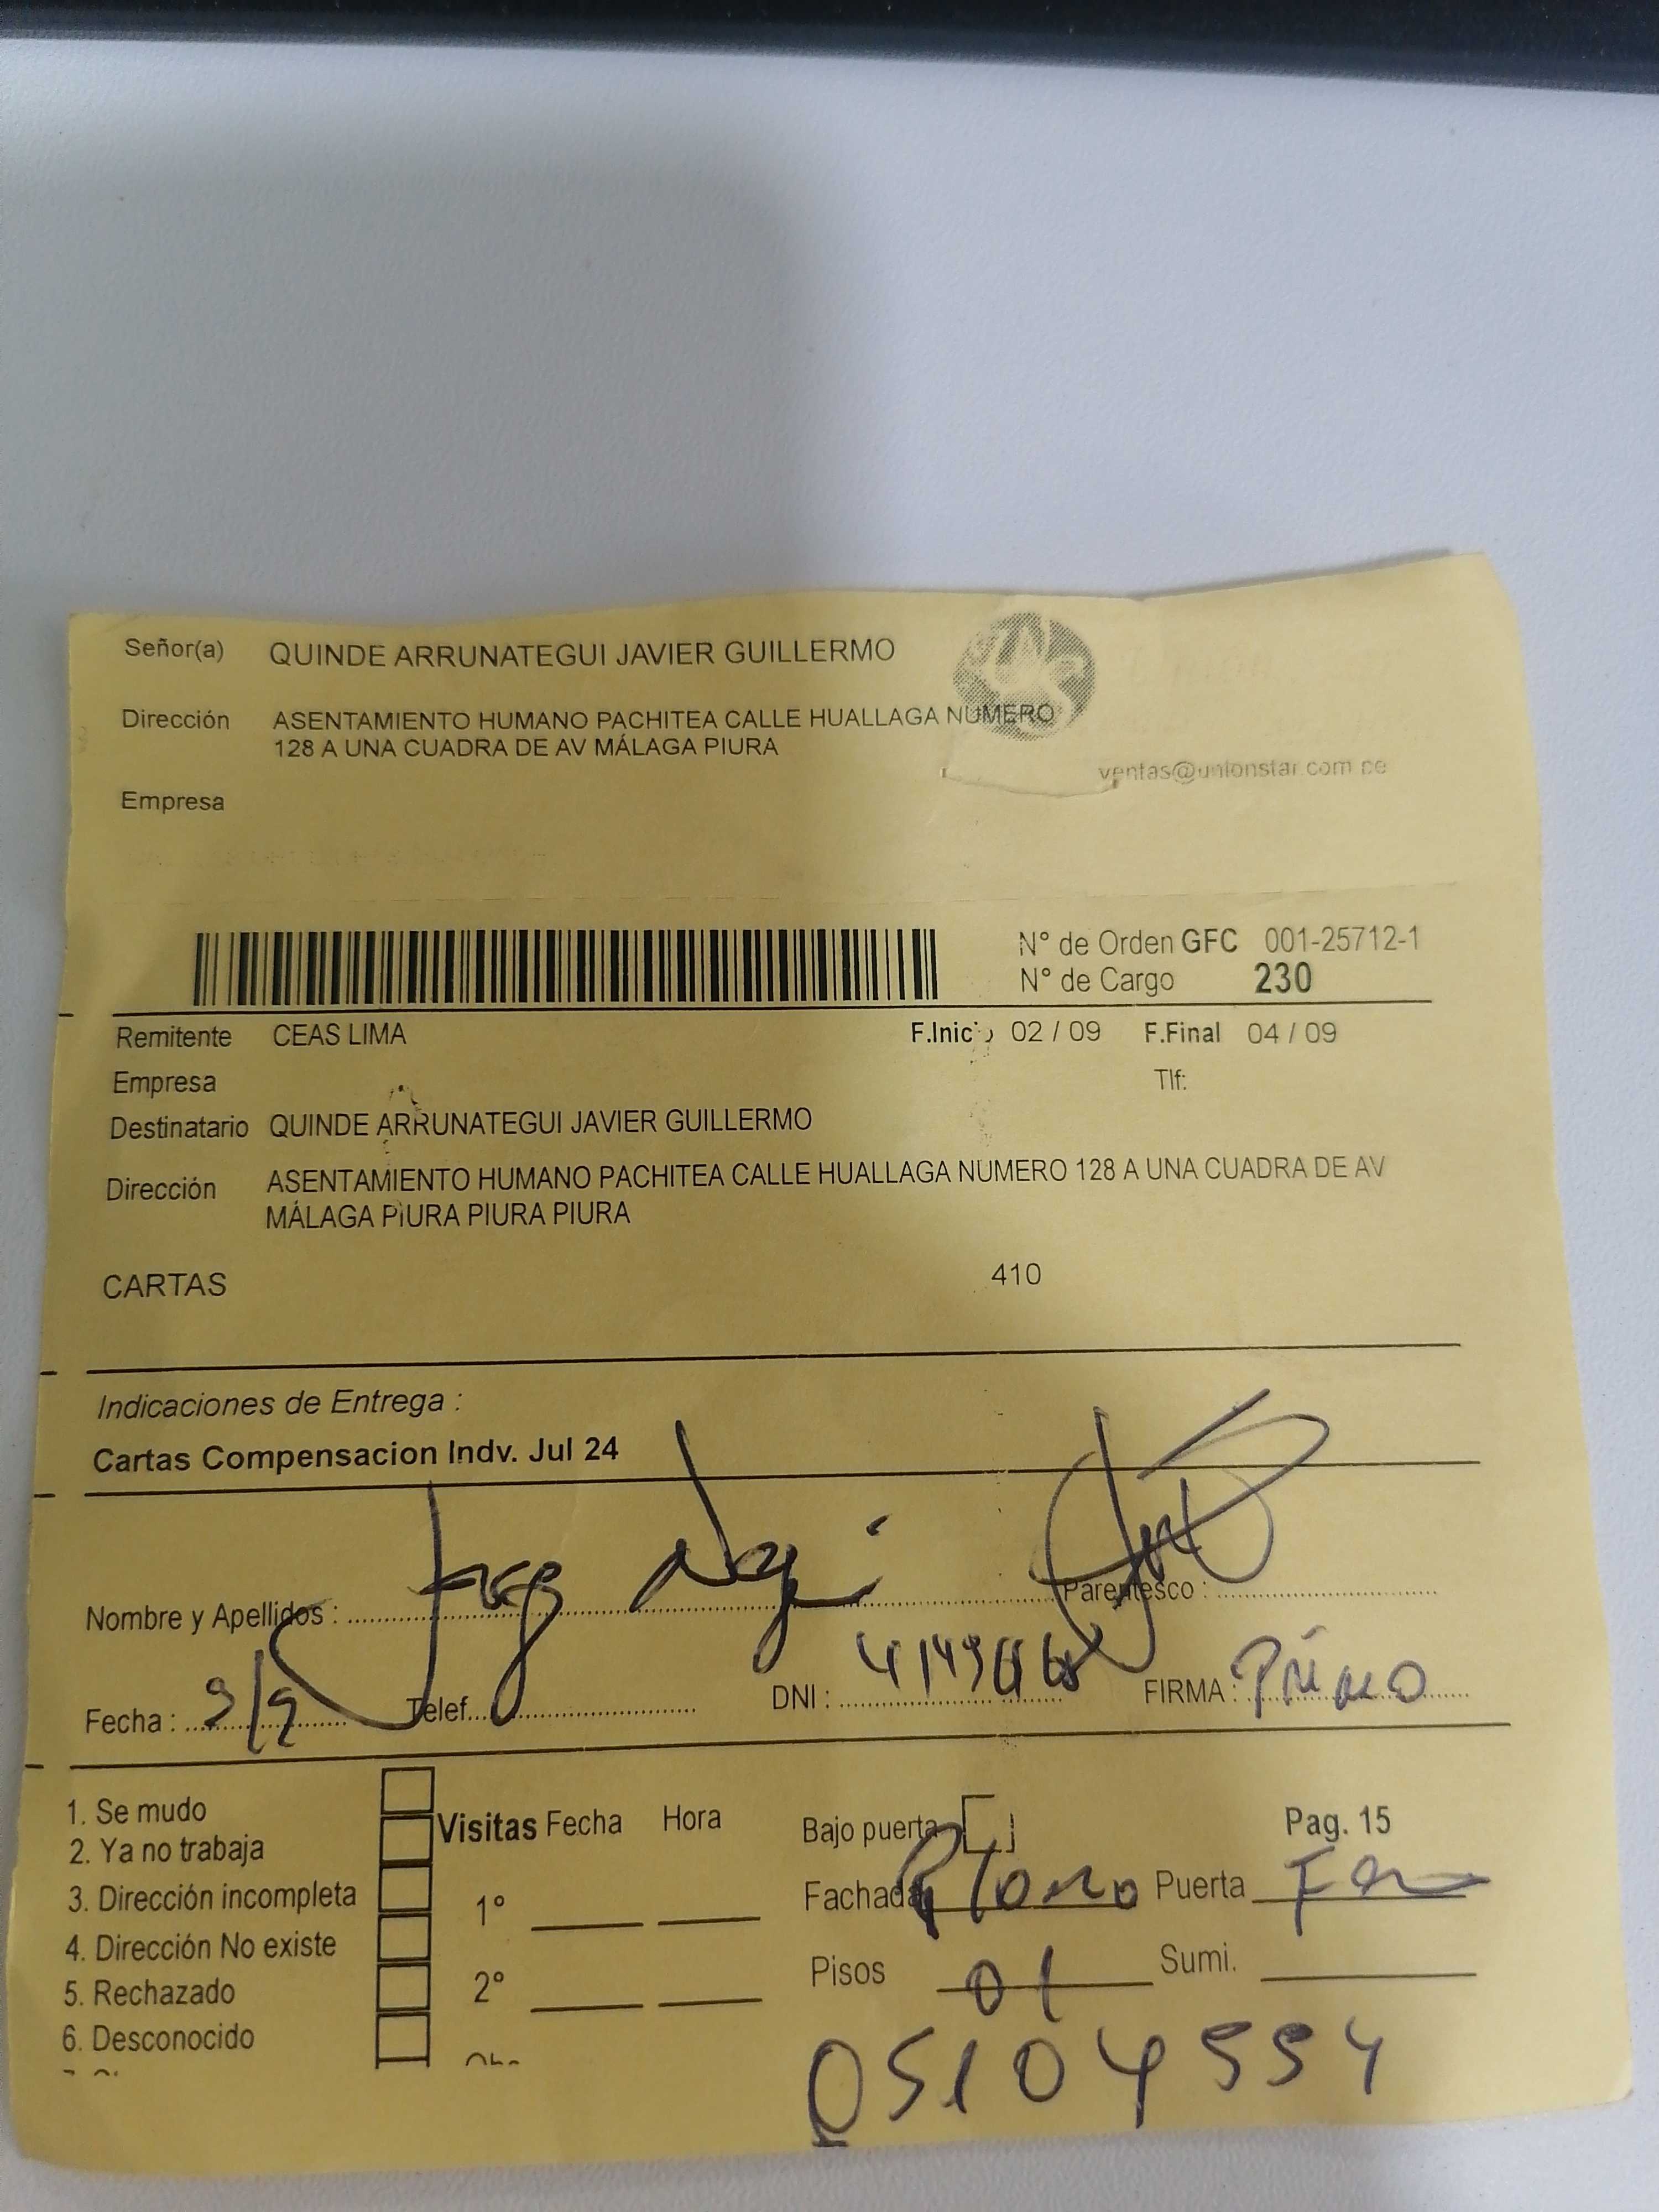 Señor(a) QUINDE ARRUNATEGUI JAVIER GUILLERMO
Dirección ASENTAMIENTO HUMANO PACHITEA CALLE HUALLAGA NUMERO
128 A UNA CUADRA DE AV MÁLAGA PIURA
ventas@unionstar.com.pe
Empresa
N° de Orden GFC 001-25712-1
N° de Cargo 230
Remitente CEAS LIMA F.Inicio 02 / 09 F.Final 04 / 09
Empresa Tlf:
Destinatario QUINDE ARRUNATEGUI JAVIER GUILLERMO
Dirección ASENTAMIENTO HUMANO PACHITEA CALLE HUALLAGA NUMERO 128 A UNA CUADRA DE AV
MÁLAGA PIURA PIURA PIURA
CARTAS 410
Indicaciones de Entrega :
Cartas Compensacion Indv. Jul 24
Nombre y Apellidos : Parentesco :
Fecha : 3/9 Telef. DNI : FIRMA : Primo
1. Se mudo
2. Ya no trabaja
3. Dirección incompleta
4. Dirección No existe
5. Rechazado
6. Desconocido
Visitas Fecha Hora
1°
2°
Bajo puerta Pag. 15
Fachada Plomo Puerta
Pisos 01 Sumi.